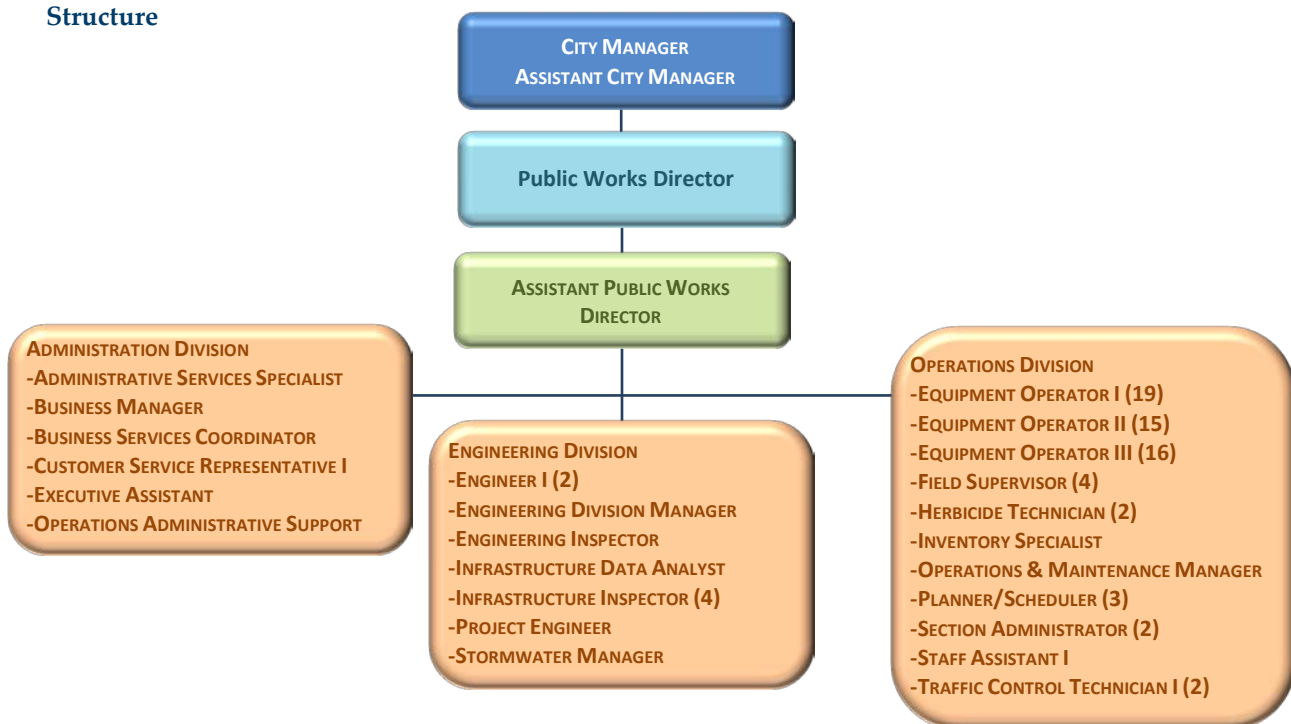 Structure
CITY MANAGER
ASSISTANT CITY MANAGER
Public Works Director
ASSISTANT PUBLIC WORKS
DIRECTOR
ADMINISTRATION DIVISION
-ADMINISTRATIVE SERVICES SPECIALIST
-BUSINESS MANAGER
-BUSINESS SERVICES COORDINATOR
-CUSTOMER SERVICE REPRESENTATIVE I
-EXECUTIVE ASSISTANT
-OPERATIONS ADMINISTRATIVE SUPPORT
ENGINEERING DIVISION
-ENGINEER I (2)
-ENGINEERING DIVISION MANAGER
-ENGINEERING INSPECTOR
-INFRASTRUCTURE DATA ANALYST
-INFRASTRUCTURE INSPECTOR (4)
-PROJECT ENGINEER
-STORMWATER MANAGER
OPERATIONS DIVISION
-EQUIPMENT OPERATOR I (19)
-EQUIPMENT OPERATOR II (15)
-EQUIPMENT OPERATOR III (16)
-FIELD SUPERVISOR (4)
-HERBICIDE TECHNICIAN (2)
-INVENTORY SPECIALIST
-OPERATIONS & MAINTENANCE MANAGER
-PLANNER/SCHEDULER (3)
-SECTION ADMINISTRATOR (2)
-STAFF ASSISTANT I
-TRAFFIC CONTROL TECHNICIAN I (2)